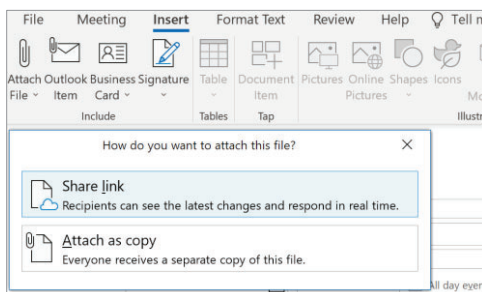 File Meeting Insert Format Text Review Help Tell
Attach Outlook Business Signature Table Document Pictures Online Shapes Icons
File Item Card Item Pictures
Include Tables Tap
How do you want to attach this file?
Share link
Recipients can see the latest changes and respond in real time.
Attach as copy
Everyone receives a separate copy of this file.
All day